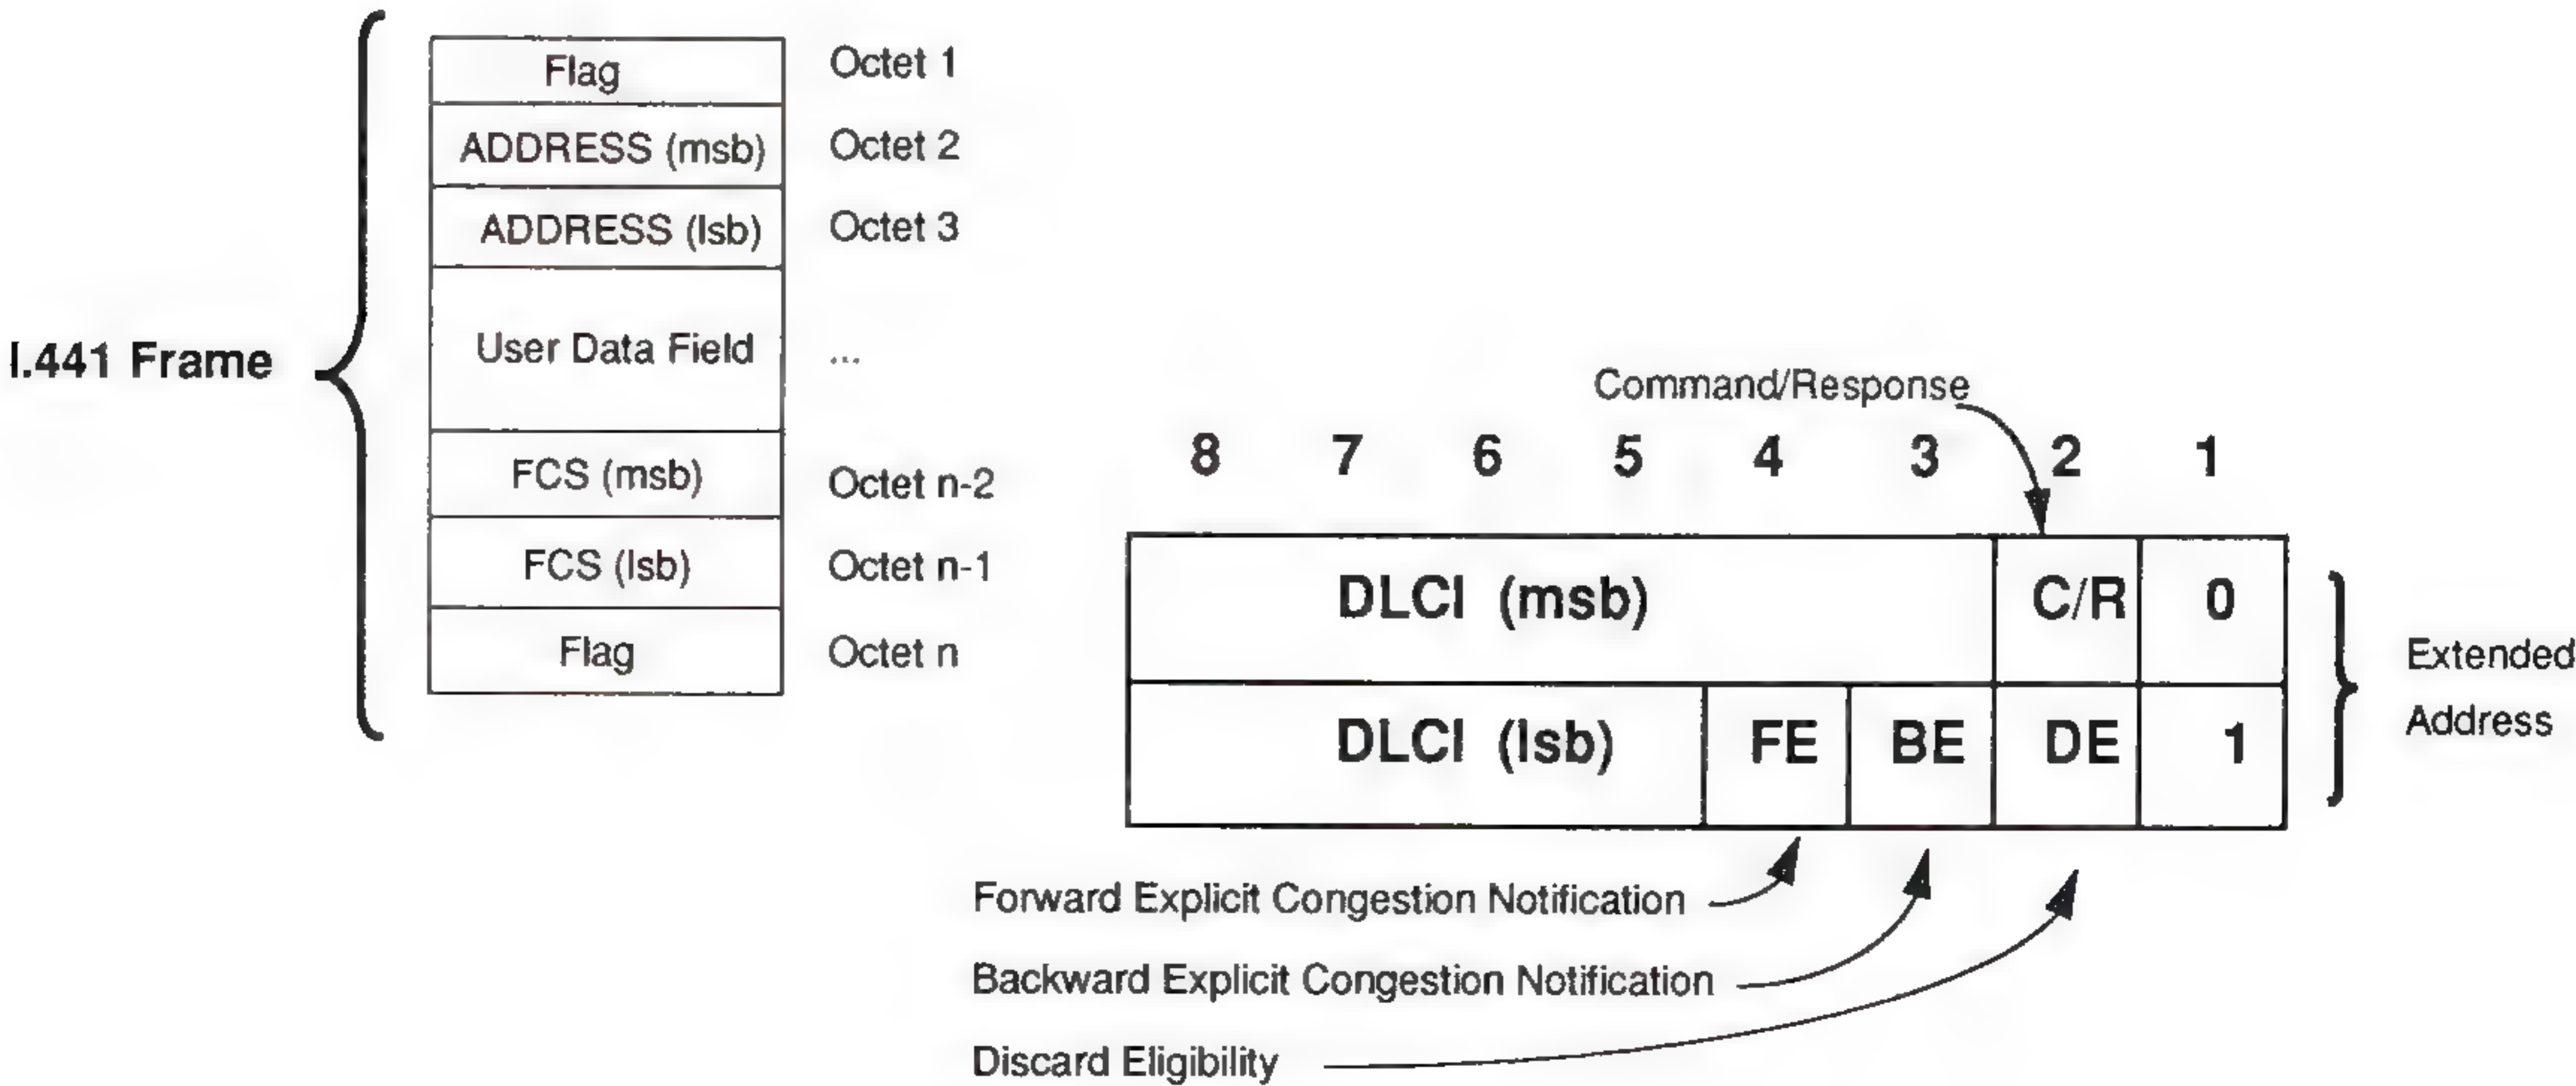 I.441 Frame
Flag Octet 1
ADDRESS (msb) Octet 2
ADDRESS (lsb) Octet 3
User Data Field ...
FCS (msb) Octet n-2
FCS (lsb) Octet n-1
Flag Octet n
Command/Response
8 7 6 5 4 3 2 1
DLCI (msb) C/R 0
DLCI (lsb) FE BE DE 1
Extended
Address
Forward Explicit Congestion Notification
Backward Explicit Congestion Notification
Discard Eligibility